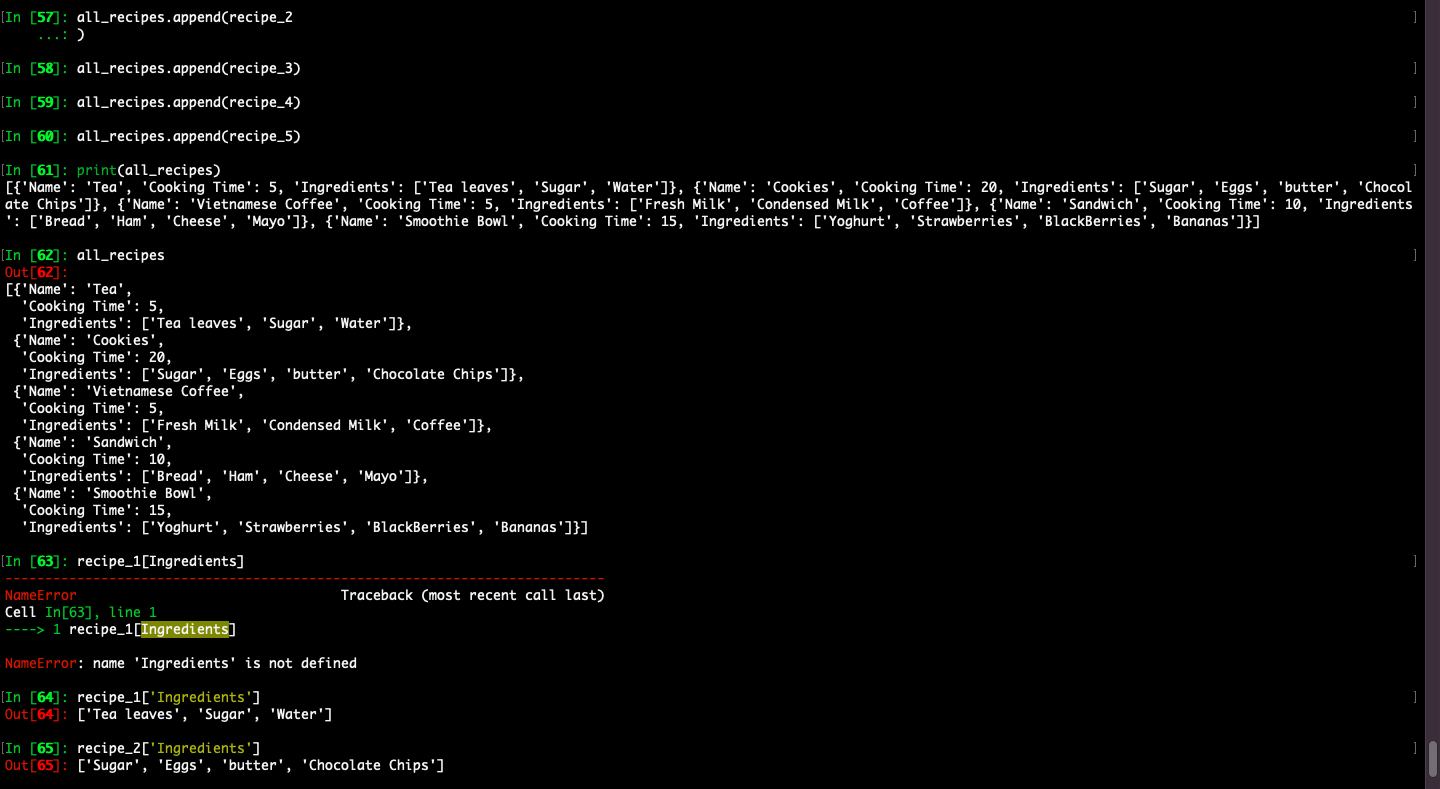 [In [57]: all_recipes.append(recipe_2 ]
...: )
[In [58]: all_recipes.append(recipe_3) ]
[In [59]: all_recipes.append(recipe_4) ]
[In [60]: all_recipes.append(recipe_5) ]
[In [61]: print(all_recipes) ]
[{'Name': 'Tea', 'Cooking Time': 5, 'Ingredients': ['Tea leaves', 'Sugar', 'Water']}, {'Name': 'Cookies', 'Cooking Time': 20, 'Ingredients': ['Sugar', 'Eggs', 'butter', 'Chocol
ate Chips']}, {'Name': 'Vietnamese Coffee', 'Cooking Time': 5, 'Ingredients': ['Fresh Milk', 'Condensed Milk', 'Coffee']}, {'Name': 'Sandwich', 'Cooking Time': 10, 'Ingredients
': ['Bread', 'Ham', 'Cheese', 'Mayo']}, {'Name': 'Smoothie Bowl', 'Cooking Time': 15, 'Ingredients': ['Yoghurt', 'Strawberries', 'BlackBerries', 'Bananas']}]
[In [62]: all_recipes ]
Out[62]:
[{'Name': 'Tea',
'Cooking Time': 5,
'Ingredients': ['Tea leaves', 'Sugar', 'Water']},
{'Name': 'Cookies',
'Cooking Time': 20,
'Ingredients': ['Sugar', 'Eggs', 'butter', 'Chocolate Chips']},
{'Name': 'Vietnamese Coffee',
'Cooking Time': 5,
'Ingredients': ['Fresh Milk', 'Condensed Milk', 'Coffee']},
{'Name': 'Sandwich',
'Cooking Time': 10,
'Ingredients': ['Bread', 'Ham', 'Cheese', 'Mayo']},
{'Name': 'Smoothie Bowl',
'Cooking Time': 15,
'Ingredients': ['Yoghurt', 'Strawberries', 'BlackBerries', 'Bananas']}]
[In [63]: recipe_1[Ingredients] ]
---------------------------------------------------------------------------
NameError Traceback (most recent call last)
Cell In[63], line 1
----> 1 recipe_1[Ingredients]
NameError: name 'Ingredients' is not defined
[In [64]: recipe_1['Ingredients'] ]
Out[64]: ['Tea leaves', 'Sugar', 'Water']
[In [65]: recipe_2['Ingredients'] ]
Out[65]: ['Sugar', 'Eggs', 'butter', 'Chocolate Chips']